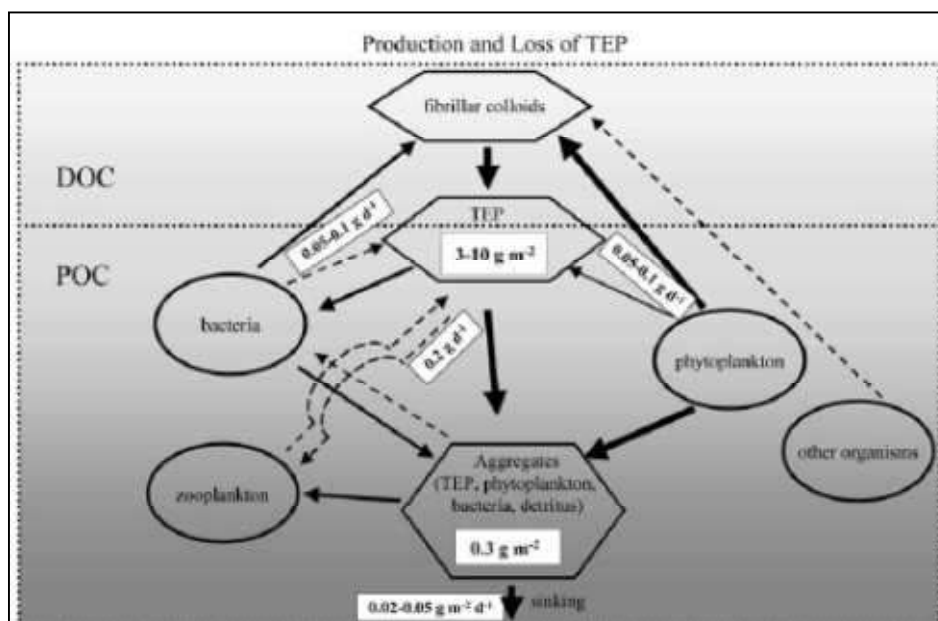 Production and Loss of TEP
fibrillar colloids
DOC
TEP
0.05-0.1 g d⁻¹
3-10 g m⁻²
0.05-0.1 g d⁻¹
POC
bacteria
0.2 g d⁻¹
phytoplankton
other organisms
Aggregates
(TEP, phytoplankton,
bacteria, detritus)
zooplankton
0.3 g m⁻²
0.02-0.05 g m⁻² d⁻¹
sinking